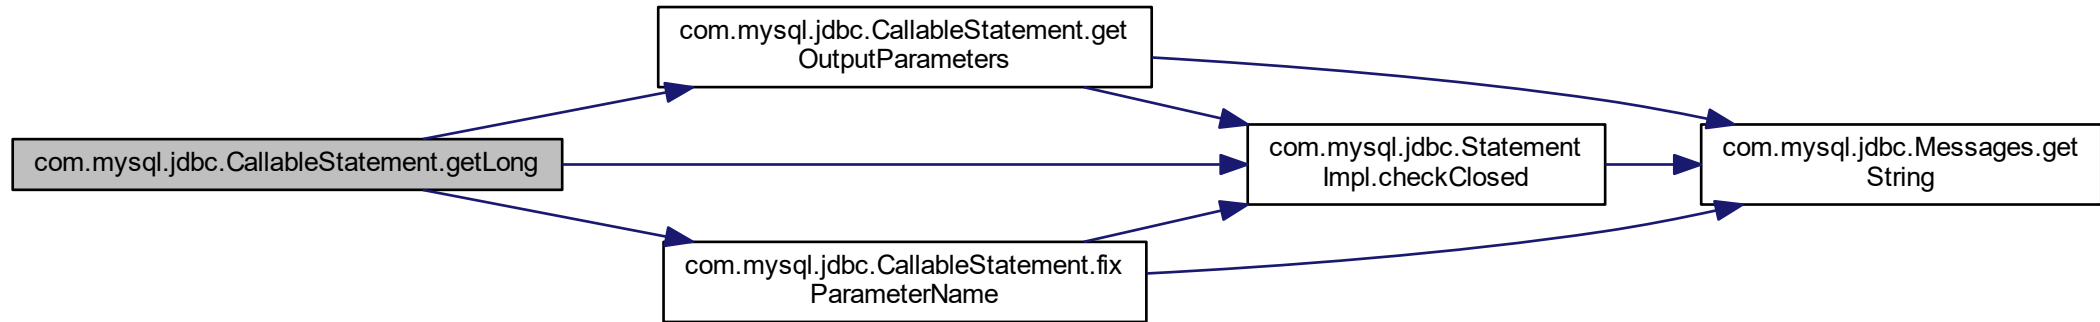 com.mysql.jdbc.CallableStatement.getLong
com.mysql.jdbc.CallableStatement.get
OutputParameters
com.mysql.jdbc.CallableStatement.fix
ParameterName
com.mysql.jdbc.Statement
Impl.checkClosed
com.mysql.jdbc.Messages.get
String